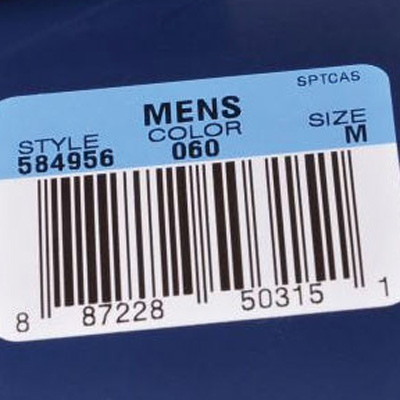 SPTCAS
MENS
STYLE COLOR SIZE
584956 060 M
8 87228 50315 1